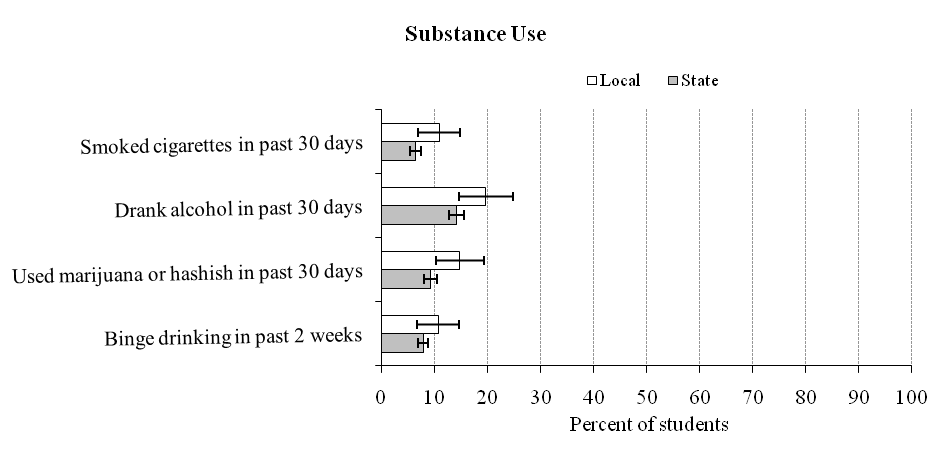 Substance Use
Local State
Smoked cigarettes in past 30 days
Drank alcohol in past 30 days
Used marijuana or hashish in past 30 days
Binge drinking in past 2 weeks
0 10 20 30 40 50 60 70 80 90 100
Percent of students